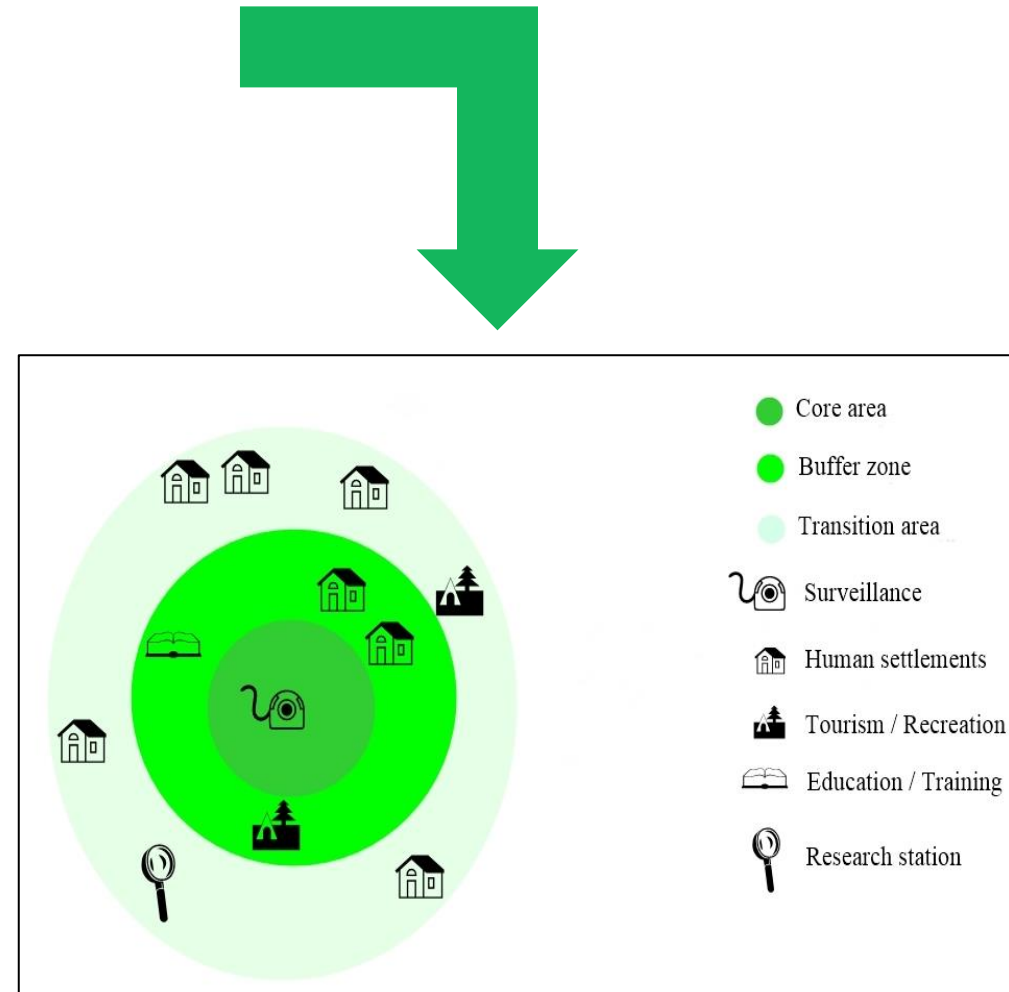 Core area
Buffer zone
Transition area
Surveillance
Human settlements
Tourism / Recreation
Education / Training
Research station